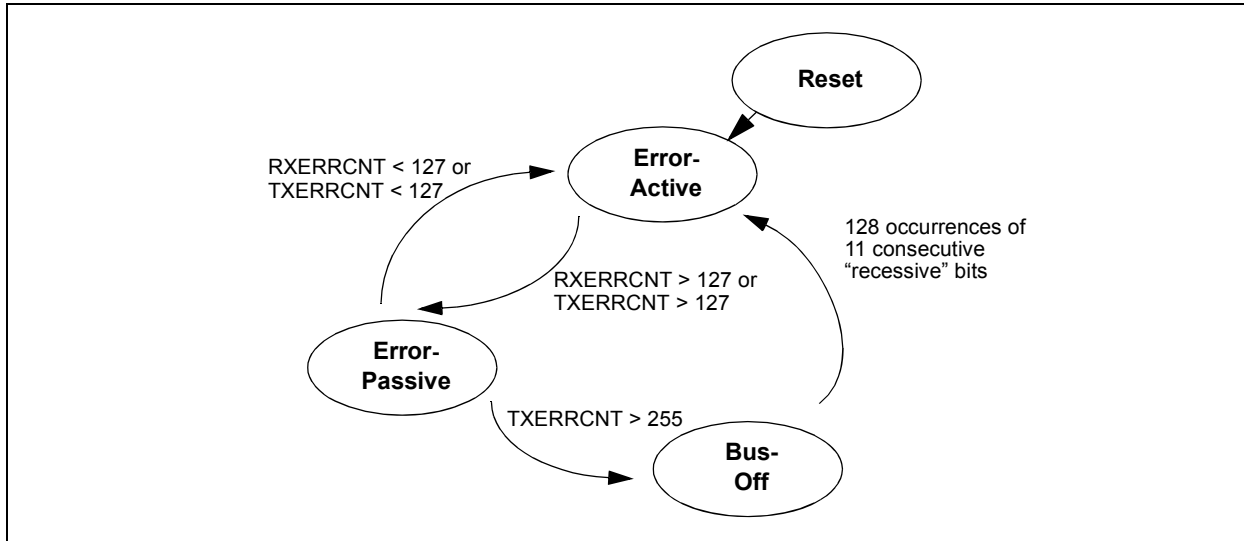 Reset
Error-
Active
RXERRCNT < 127 or
TXERRCNT < 127
128 occurrences of
11 consecutive
“recessive” bits
RXERRCNT > 127 or
TXERRCNT > 127
Error-
Passive
TXERRCNT > 255
Bus-
Off